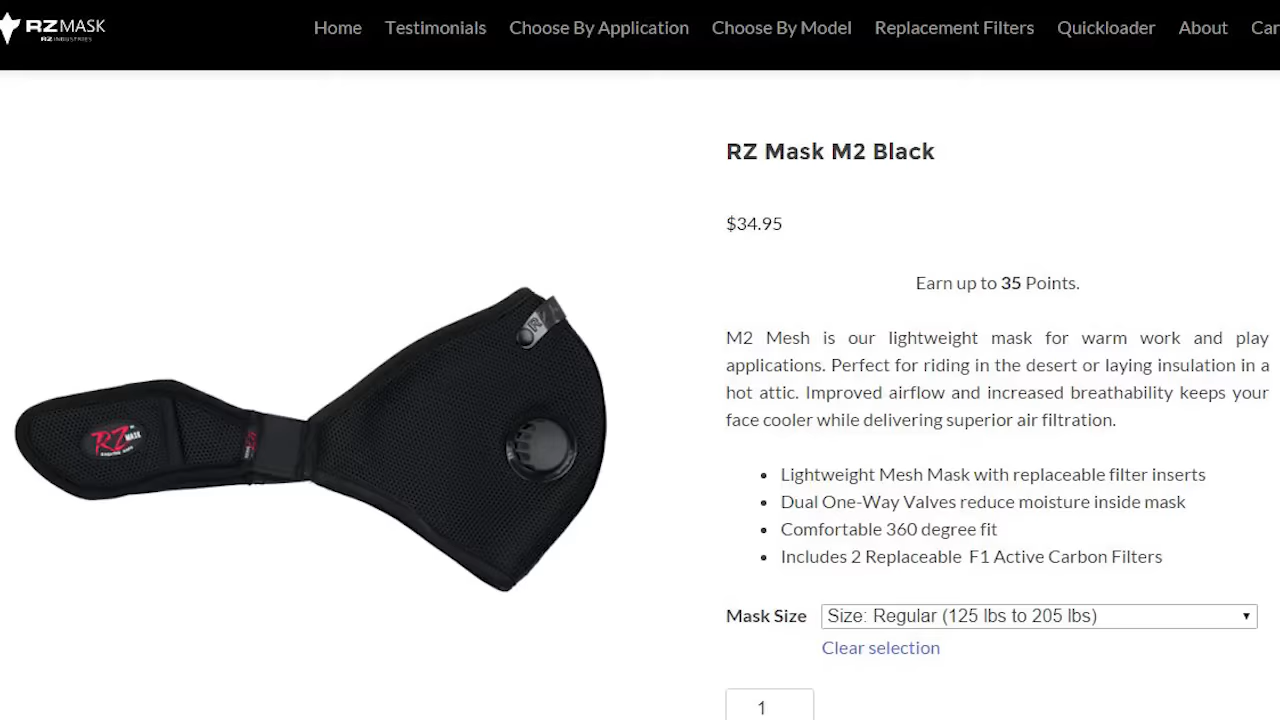 RZMASK
RZ INDUSTRIES
Home Testimonials Choose By Application Choose By Model Replacement Filters Quickloader About Car
RZ Mask M2 Black
$34.95
Earn up to 35 Points.
M2 Mesh is our lightweight mask for warm work and play
applications. Perfect for riding in the desert or laying insulation in a
hot attic. Improved airflow and increased breathability keeps your
face cooler while delivering superior air filtration.
• Lightweight Mesh Mask with replaceable filter inserts
• Dual One-Way Valves reduce moisture inside mask
• Comfortable 360 degree fit
• Includes 2 Replaceable F1 Active Carbon Filters
Mask Size Size: Regular (125 lbs to 205 lbs)
Clear selection
1
RZ MASK